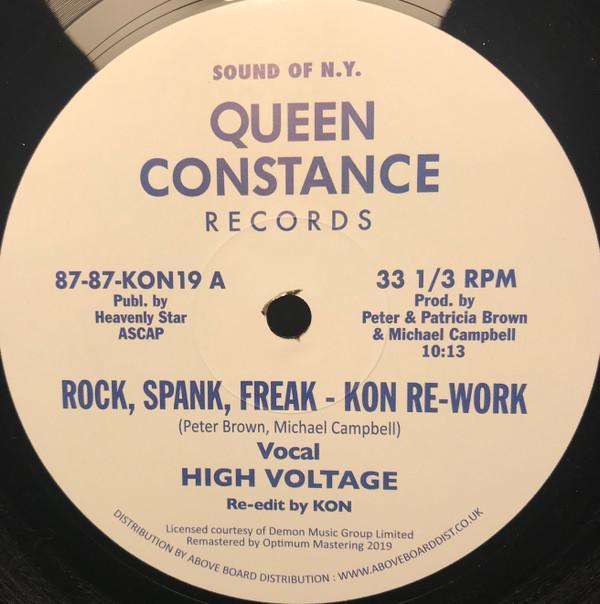 SOUND OF N.Y.
QUEEN
CONSTANCE
RECORDS
87-87-KON19 A
Publ. by
Heavenly Star
ASCAP
33 1/3 RPM
Prod. by
Peter & Patricia Brown
& Michael Campbell
10:13
ROCK, SPANK, FREAK - KON RE-WORK
(Peter Brown, Michael Campbell)
Vocal
HIGH VOLTAGE
Re-edit by KON
Licensed courtesy of Demon Music Group Limited
Remastered by Optimum Mastering 2019
DISTRIBUTION BY ABOVE BOARD DISTRIBUTION : WWW.ABOVEBOARDDIST.CO.UK